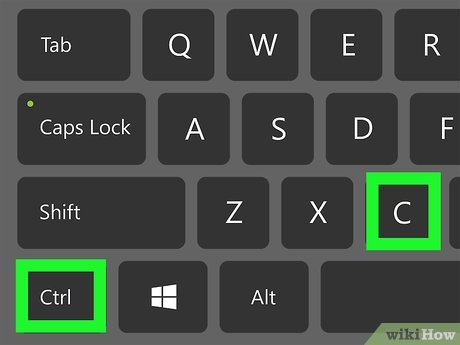 Tab Q W E R
Caps Lock A S D F
Shift Z X C
Ctrl Alt
wikiHow